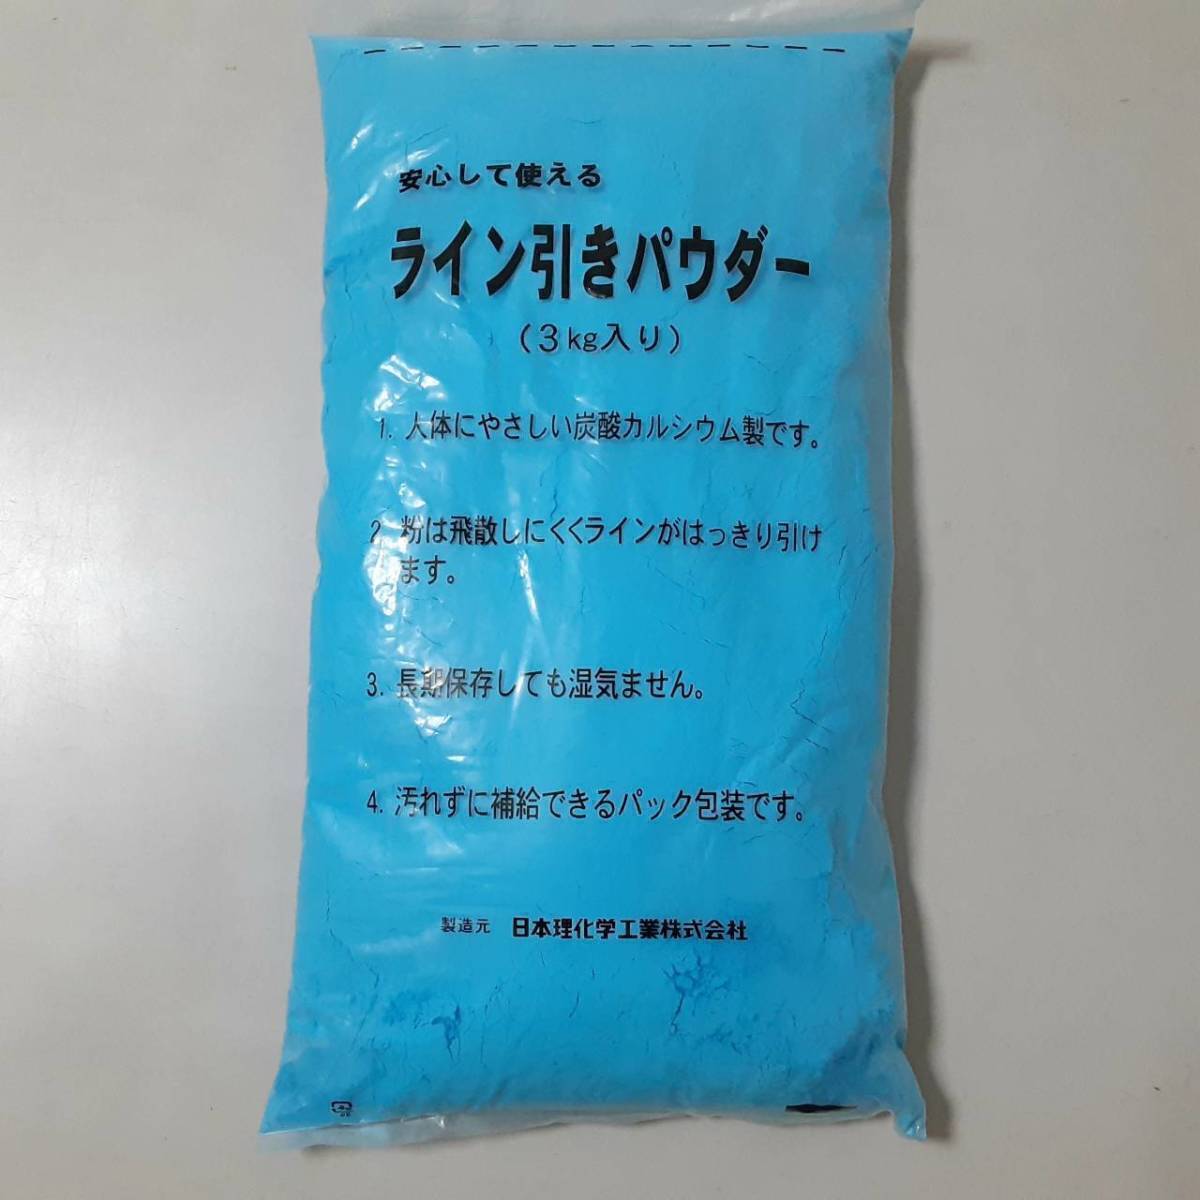 安心して使える
ライン引きパウダー
(3kg入り)
1. 人体にやさしい炭酸カルシウム製です。
2. 粉は飛散しにくくラインがはっきり引け
ます。
3. 長期保存しても湿気ません。
4. 汚れずに補給できるパック包装です。
製造元 日本理化学工業株式会社